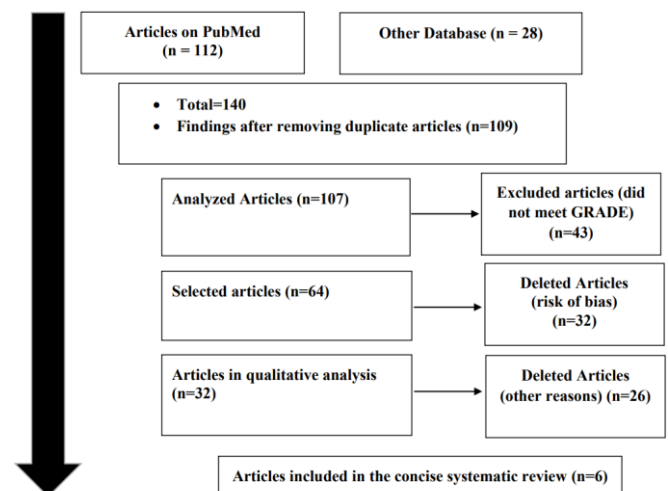 Articles on PubMed
(n = 112)
Other Database (n = 28)
• Total=140
• Findings after removing duplicate articles (n=109)
Analyzed Articles (n=107)
Excluded articles (did
not meet GRADE)
(n=43)
Selected articles (n=64)
Deleted Articles
(risk of bias)
(n=32)
Articles in qualitative analysis
(n=32)
Deleted Articles
(other reasons) (n=26)
Articles included in the concise systematic review (n=6)